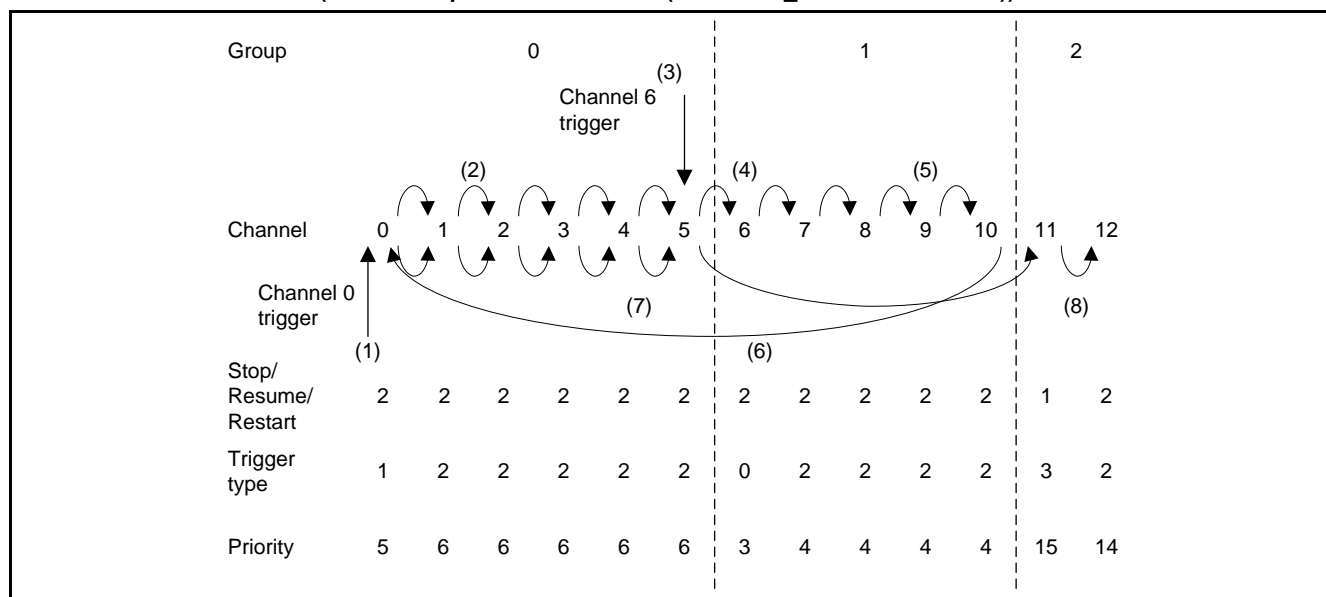 Group 0 1 2
(3)
Channel 6
trigger
(2) (4) (5)
Channel 0 1 2 3 4 5 6 7 8 9 10 11 12
Channel 0
trigger
(7) (8)
(1) (6)
Stop/
Resume/
Restart
2 2 2 2 2 2 2 2 2 2 2 1 2
Trigger
type
1 2 2 2 2 2 0 2 2 2 2 3 2
Priority 5 6 6 6 6 6 3 4 4 4 4 15 14